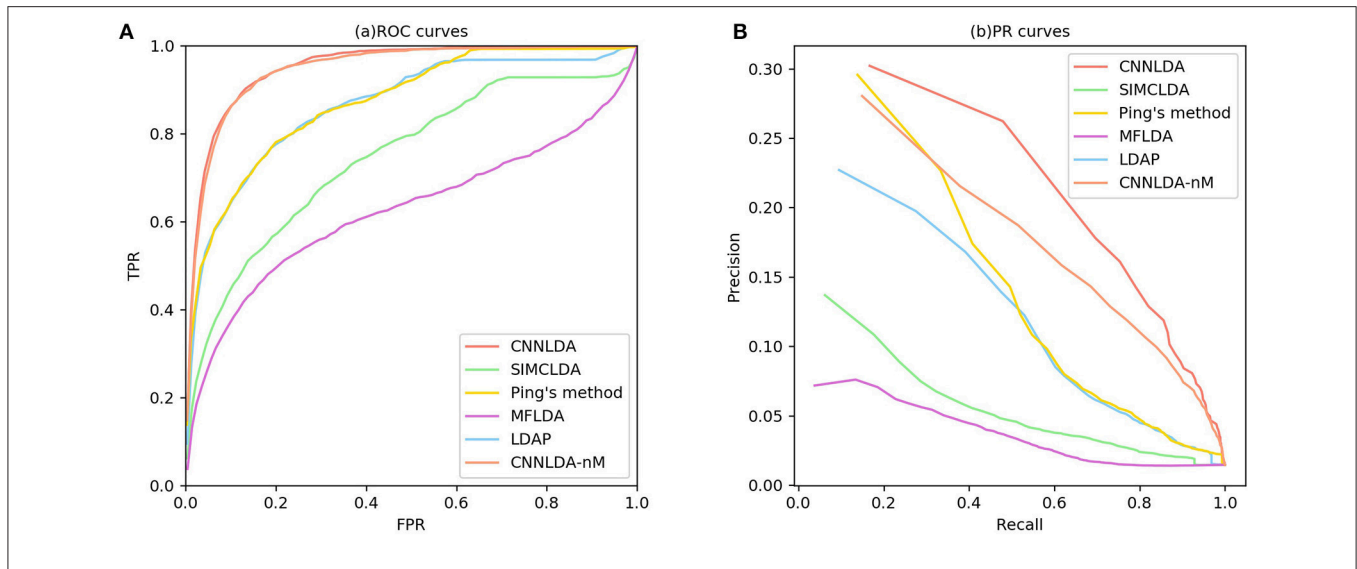 A
(a)ROC curves
1.0
0.8
0.6
0.4
0.2
0.0
TPR
0.0 0.2 0.4 0.6 0.8 1.0
FPR
CNNLDA
SIMCLDA
Ping's method
MFLDA
LDAP
CNNLDA-nM
B
(b)PR curves
0.30
0.25
0.20
0.15
0.10
0.05
0.00
Precision
0.0 0.2 0.4 0.6 0.8 1.0
Recall
CNNLDA
SIMCLDA
Ping's method
MFLDA
LDAP
CNNLDA-nM